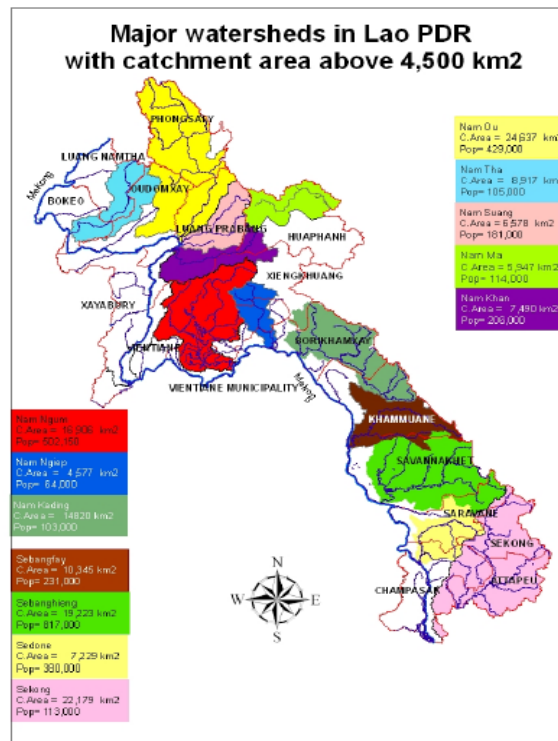 Major watersheds in Lao PDR
with catchment area above 4,500 km2
PHONGSALY
LUANG NAMTHA
OUDOMXAY
Mekong
BOKEO
LUANG PRABANG
HUAPHANH
XIENGKHUANG
XAYABURY
VIENTIANE
BORIKHAMXAY
VIENTIANE MUNICIPALITY
Mekong
KHAMMUANE
SAVANNAKHET
SARAVANE
SEKONG
ATTAPEU
CHAMPASAK
Nam Ou
C.Area = 24,637 km2
Pop= 429,000
Nam Tha
C.Area = 8,917 km2
Pop= 105,000
Nam Suang
C.Area = 6,578 km2
Pop= 181,000
Nam Ma
C.Area = 5,947 km2
Pop= 114,000
Nam Khan
C.Area = 7,490 km2
Pop= 206,000
Nam Ngum
C.Area = 16,906 km2
Pop= 502,150
Nam Ngiep
C.Area = 4,577 km2
Pop= 64,000
Nam Kading
C.Area = 14820 km2
Pop= 103,000
Sebangfay
C.Area = 10,345 km2
Pop= 231,000
Sebanghieng
C.Area = 19,223 km2
Pop= 817,000
Sedone
C.Area = 7,229 km2
Pop= 380,000
Sekong
C.Area = 22,179 km2
Pop= 113,000
N
W
E
S